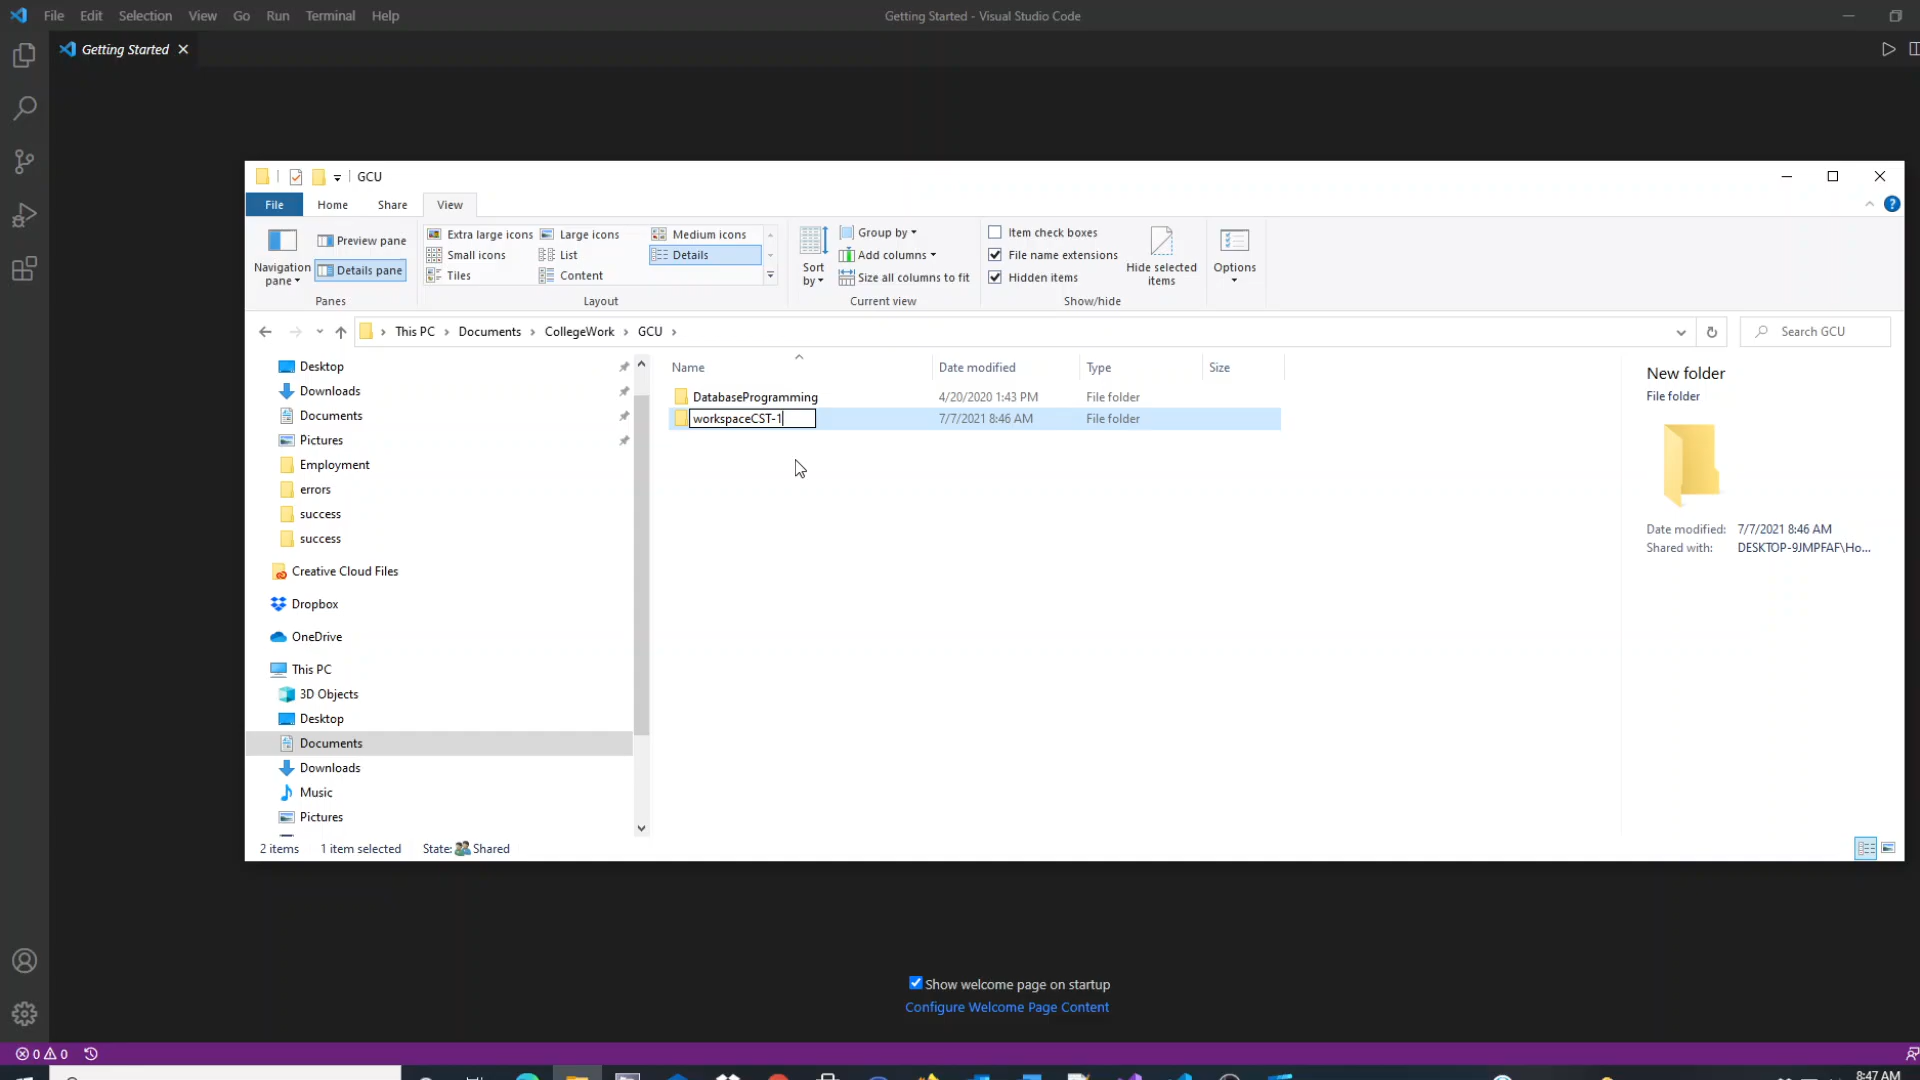 File Edit Selection View Go Run Terminal Help
Getting Started - Visual Studio Code
Getting Started
GCU
File Home Share View
Navigation pane
Preview pane
Details pane
Panes
Extra large icons Large icons Medium icons
Small icons List Details
Tiles Content
Layout
Sort by
Group by
Add columns
Size all columns to fit
Current view
Item check boxes
File name extensions
Hidden items
Hide selected items
Show/hide
Options
This PC › Documents › CollegeWork › GCU ›
Search GCU
Desktop
Downloads
Documents
Pictures
Employment
errors
success
success
Creative Cloud Files
Dropbox
OneDrive
This PC
3D Objects
Desktop
Documents
Downloads
Music
Pictures
Name Date modified Type Size
DatabaseProgramming 4/20/2020 1:43 PM File folder
workspaceCST-1 7/7/2021 8:46 AM File folder
New folder
File folder
Date modified: 7/7/2021 8:46 AM
Shared with: DESKTOP-9JMPFAF\Ho...
2 items 1 item selected State: Shared
Show welcome page on startup
Configure Welcome Page Content
0 0
8:47 AM